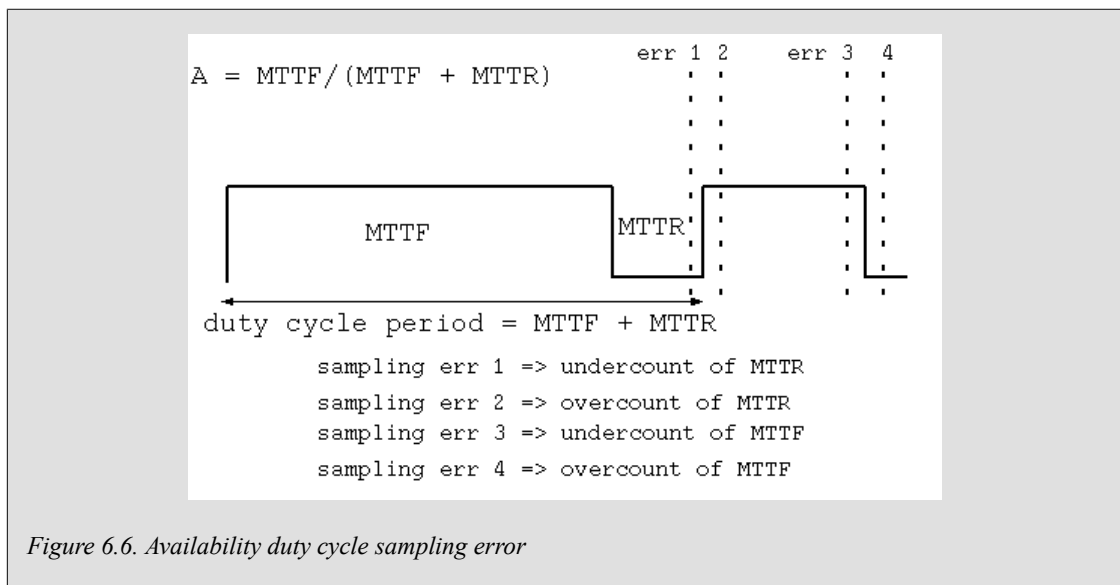 err 1 2 err 3 4
A = MTTF/(MTTF + MTTR)
MTTF
MTTR
duty cycle period = MTTF + MTTR
sampling err 1 => undercount of MTTR
sampling err 2 => overcount of MTTR
sampling err 3 => undercount of MTTF
sampling err 4 => overcount of MTTF
Figure 6.6. Availability duty cycle sampling error